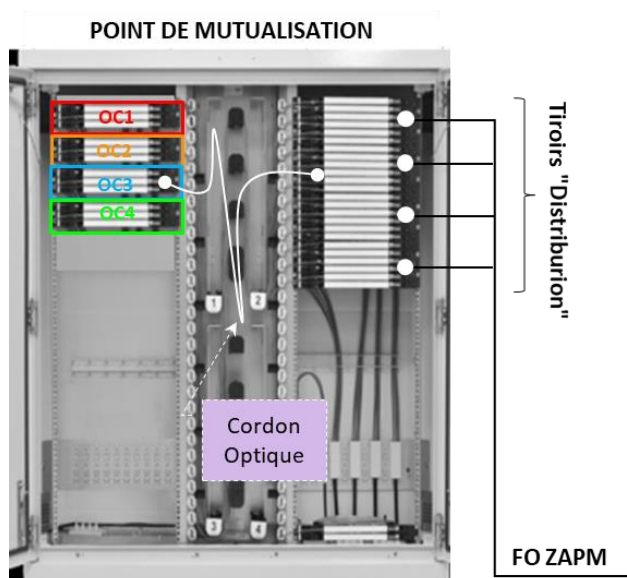 POINT DE MUTUALISATION
OC1
OC2
OC3
OC4
Tiroirs "Distriburion"
1
2
Cordon
Optique
3
4
FO ZAPM